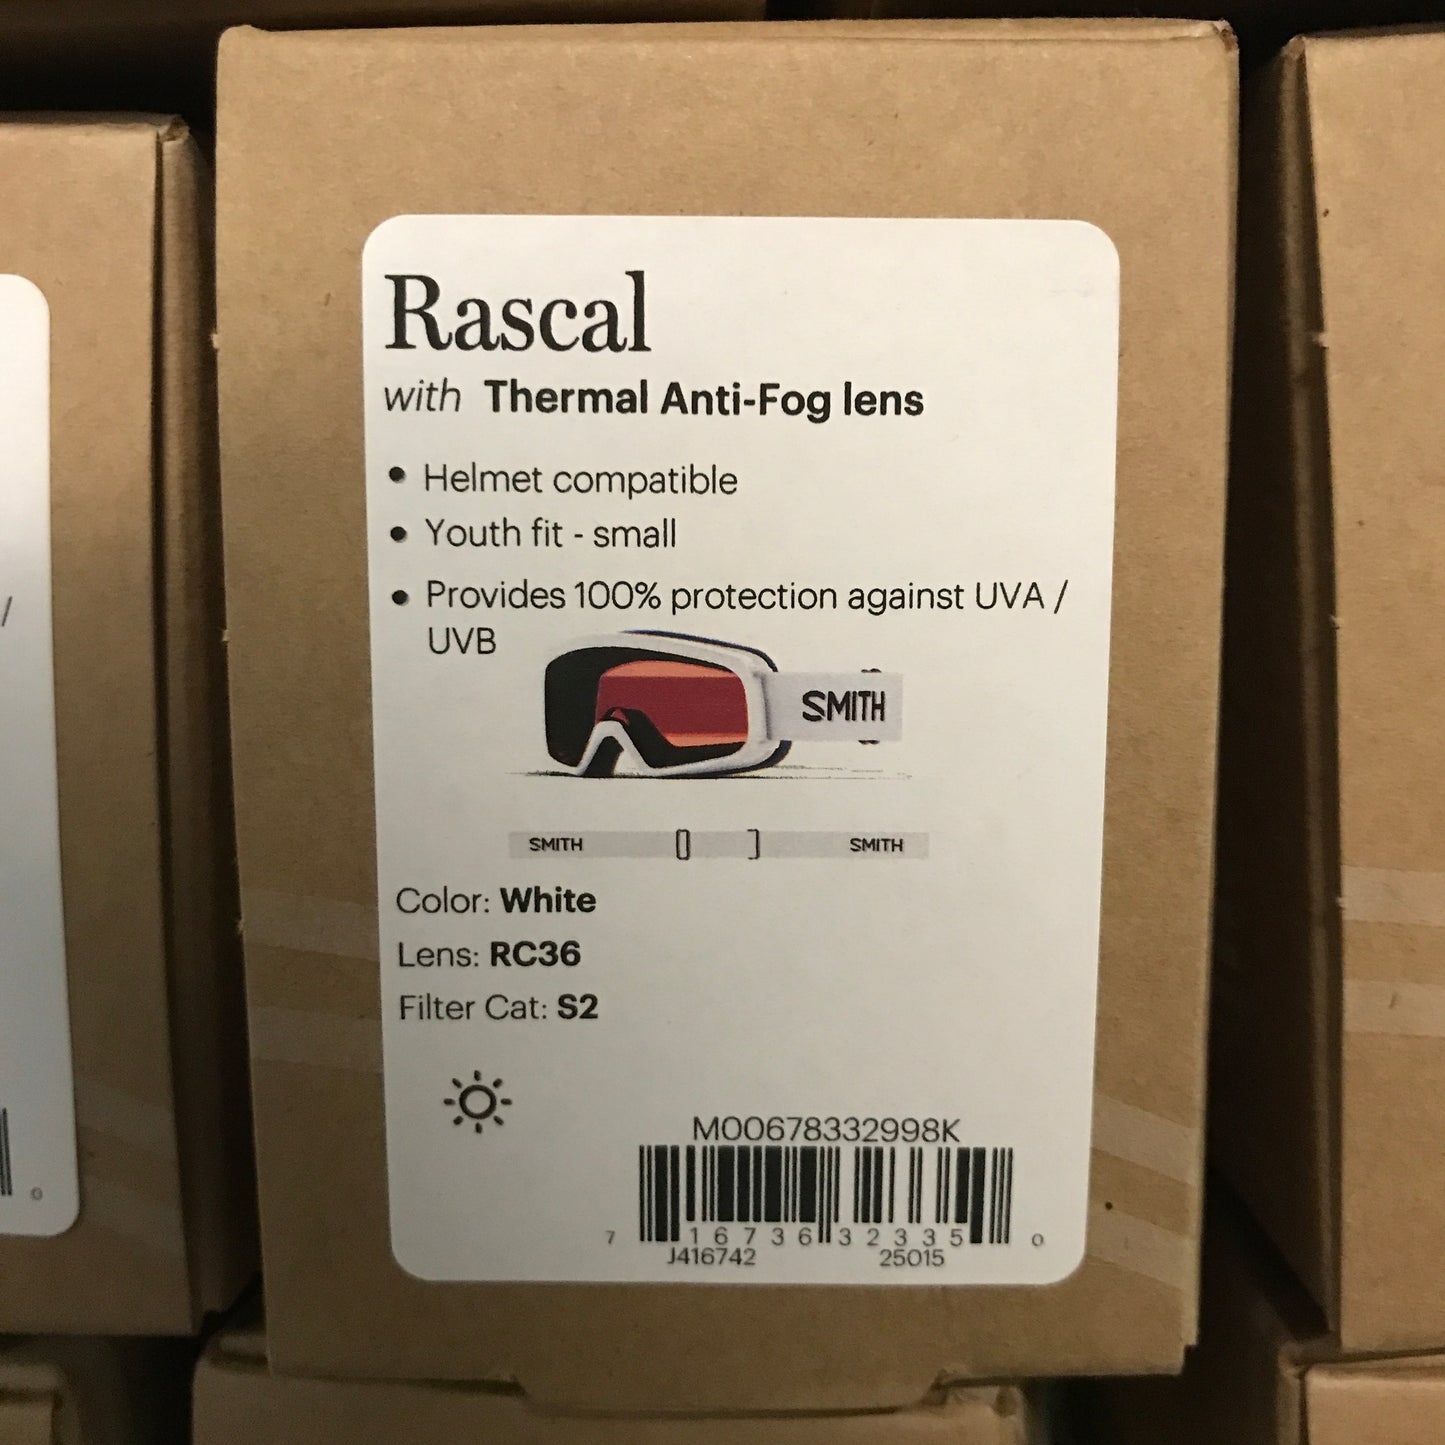 Rascal
with Thermal Anti-Fog lens
• Helmet compatible
• Youth fit - small
• Provides 100% protection against UVA /
UVB
SMITH
SMITH SMITH
Color: White
Lens: RC36
Filter Cat: S2
M00678332998K
7 16736 32335 0
J416742 25015
/
0